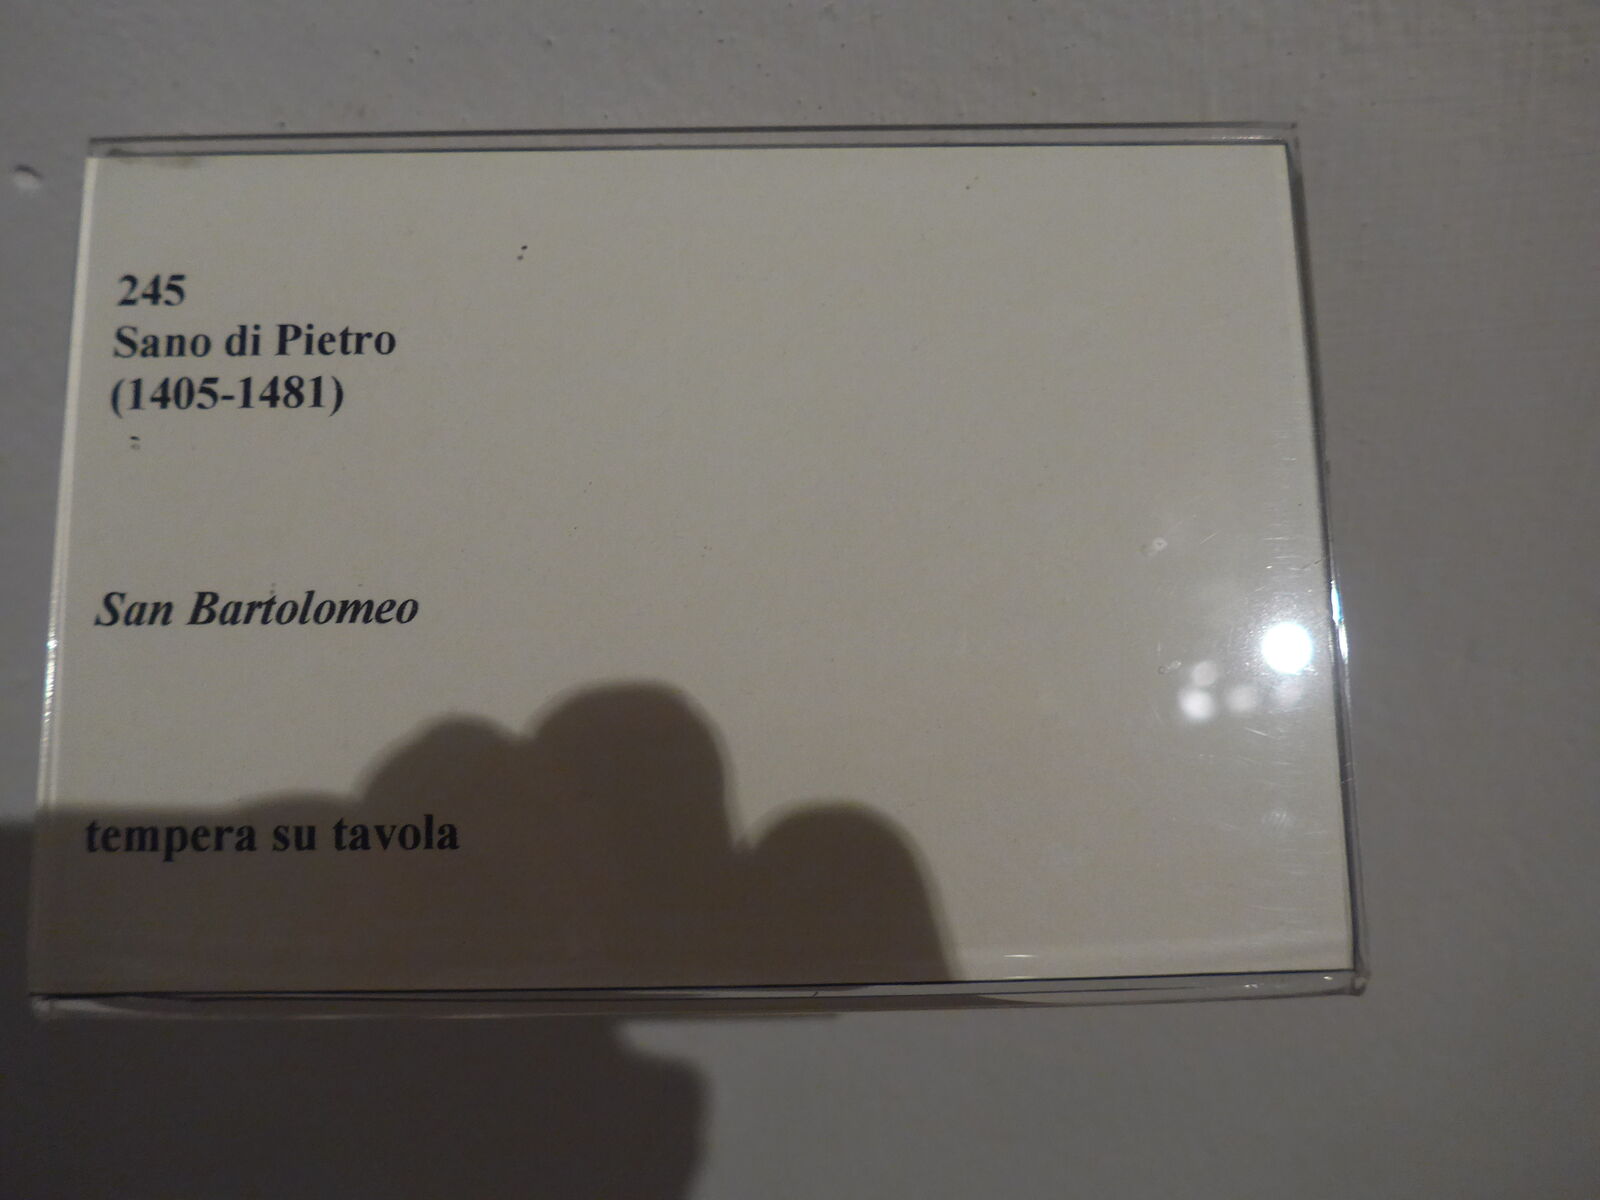 245
Sano di Pietro
(1405-1481)
San Bartolomeo
tempera su tavola